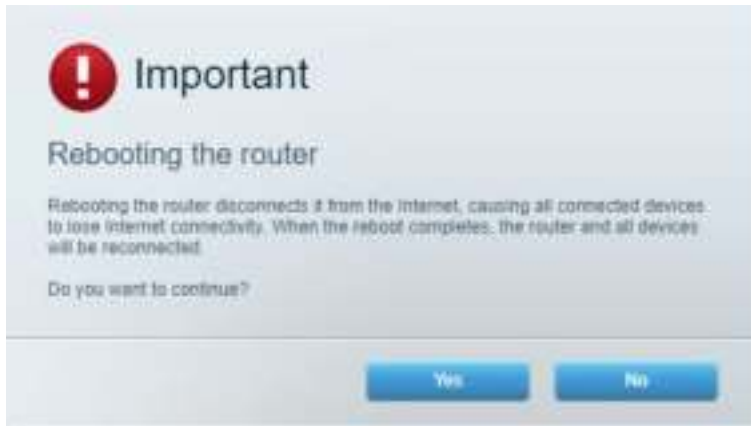 Important
Rebooting the router
Rebooting the router disconnects it from the Internet, causing all connected devices
to lose Internet connectivity. When the reboot completes, the router and all devices
will be reconnected.
Do you want to continue?
Yes
No